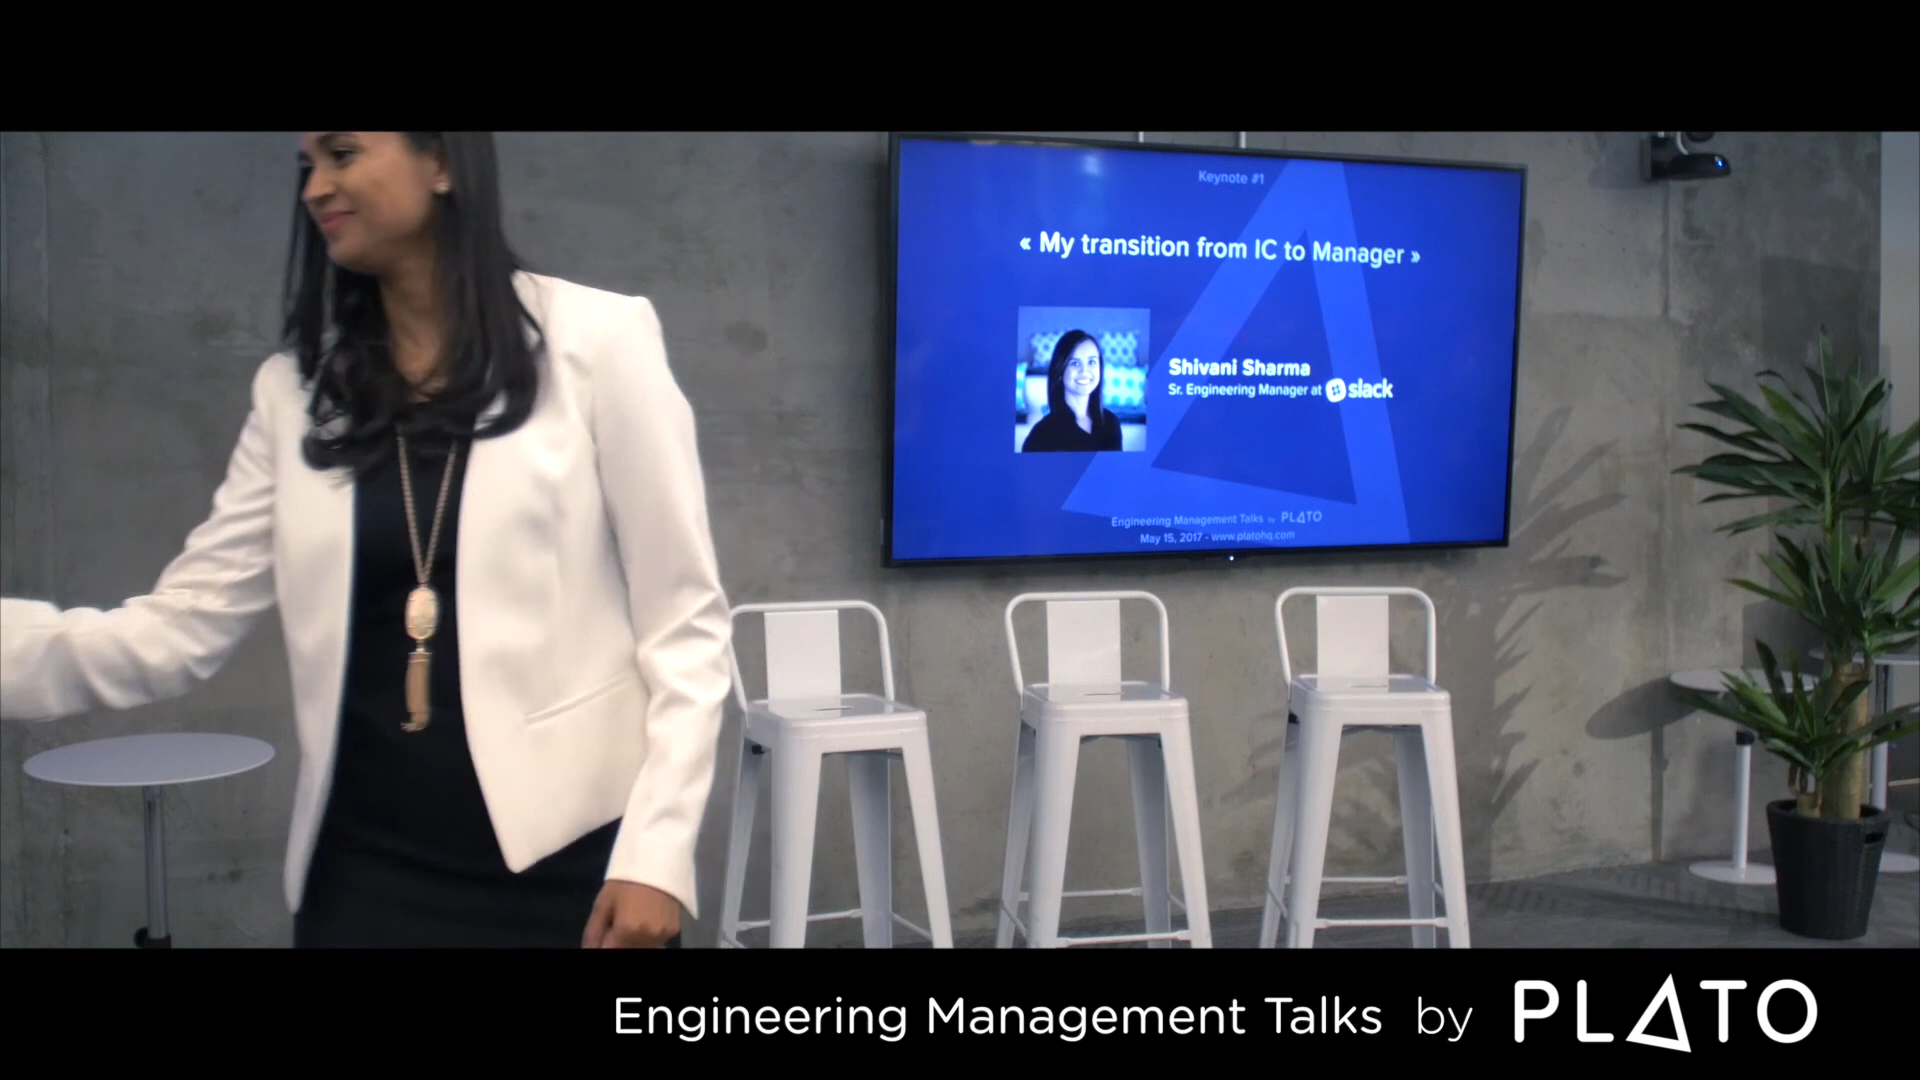 Keynote #1
« My transition from IC to Manager »
Shivani Sharma
Sr. Engineering Manager at slack
Engineering Management Talks by PLATO
May 15, 2017 - www.platohq.com
Engineering Management Talks by PLATO